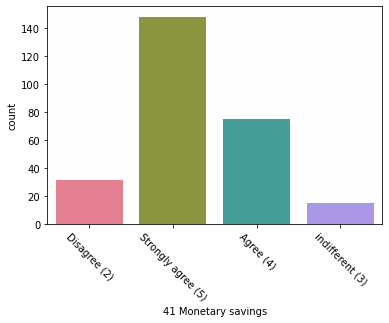 140
120
100
80
60
40
20
0
count
Disagree (2)
Strongly agree (5)
Agree (4)
indifferent (3)
41 Monetary savings